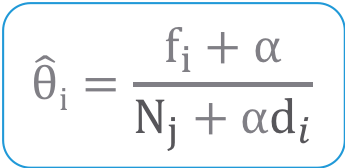 θ̂ᵢ = (fᵢ + α) / (Nⱼ + αdᵢ)